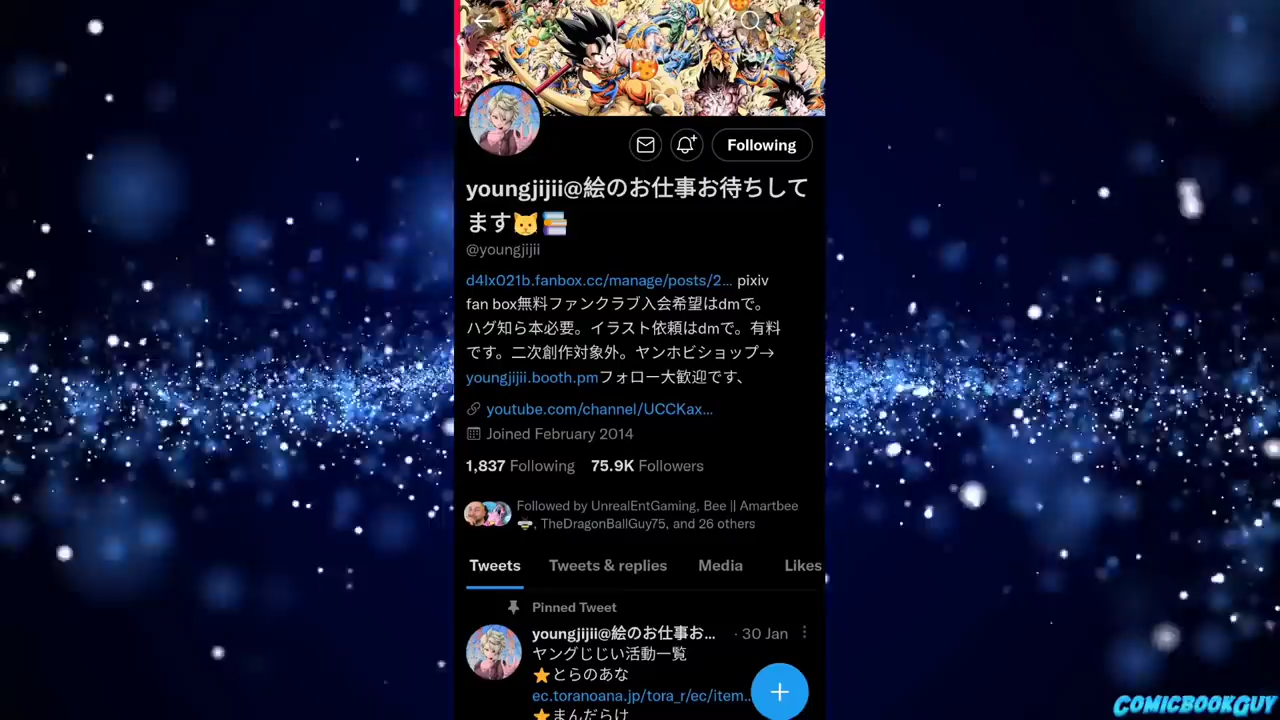 Following
youngjijii@絵のお仕事お待ちして
ます🐱📚
@youngjijii
d4lx021b.fanbox.cc/manage/posts/2... pixiv
fan box無料ファンクラブ入会希望はdmで。
ハグ知ら本必要。イラスト依頼はdmで。有料
です。二次創作対象外。ヤンホビショップ→
youngjijii.booth.pmフォロー大歓迎です、
youtube.com/channel/UCCKax...
Joined February 2014
1,837 Following 75.9K Followers
Followed by UnrealEntGaming, Bee || Amartbee
🐝, TheDragonBallGuy75, and 26 others
Tweets Tweets & replies Media Likes
Pinned Tweet
youngjijii@絵のお仕事お... · 30 Jan
ヤングじじい活動一覧
⭐とらのあな
ec.toranoana.jp/tora_r/ec/item...
⭐まんだらけ
COMICBOOKGUY